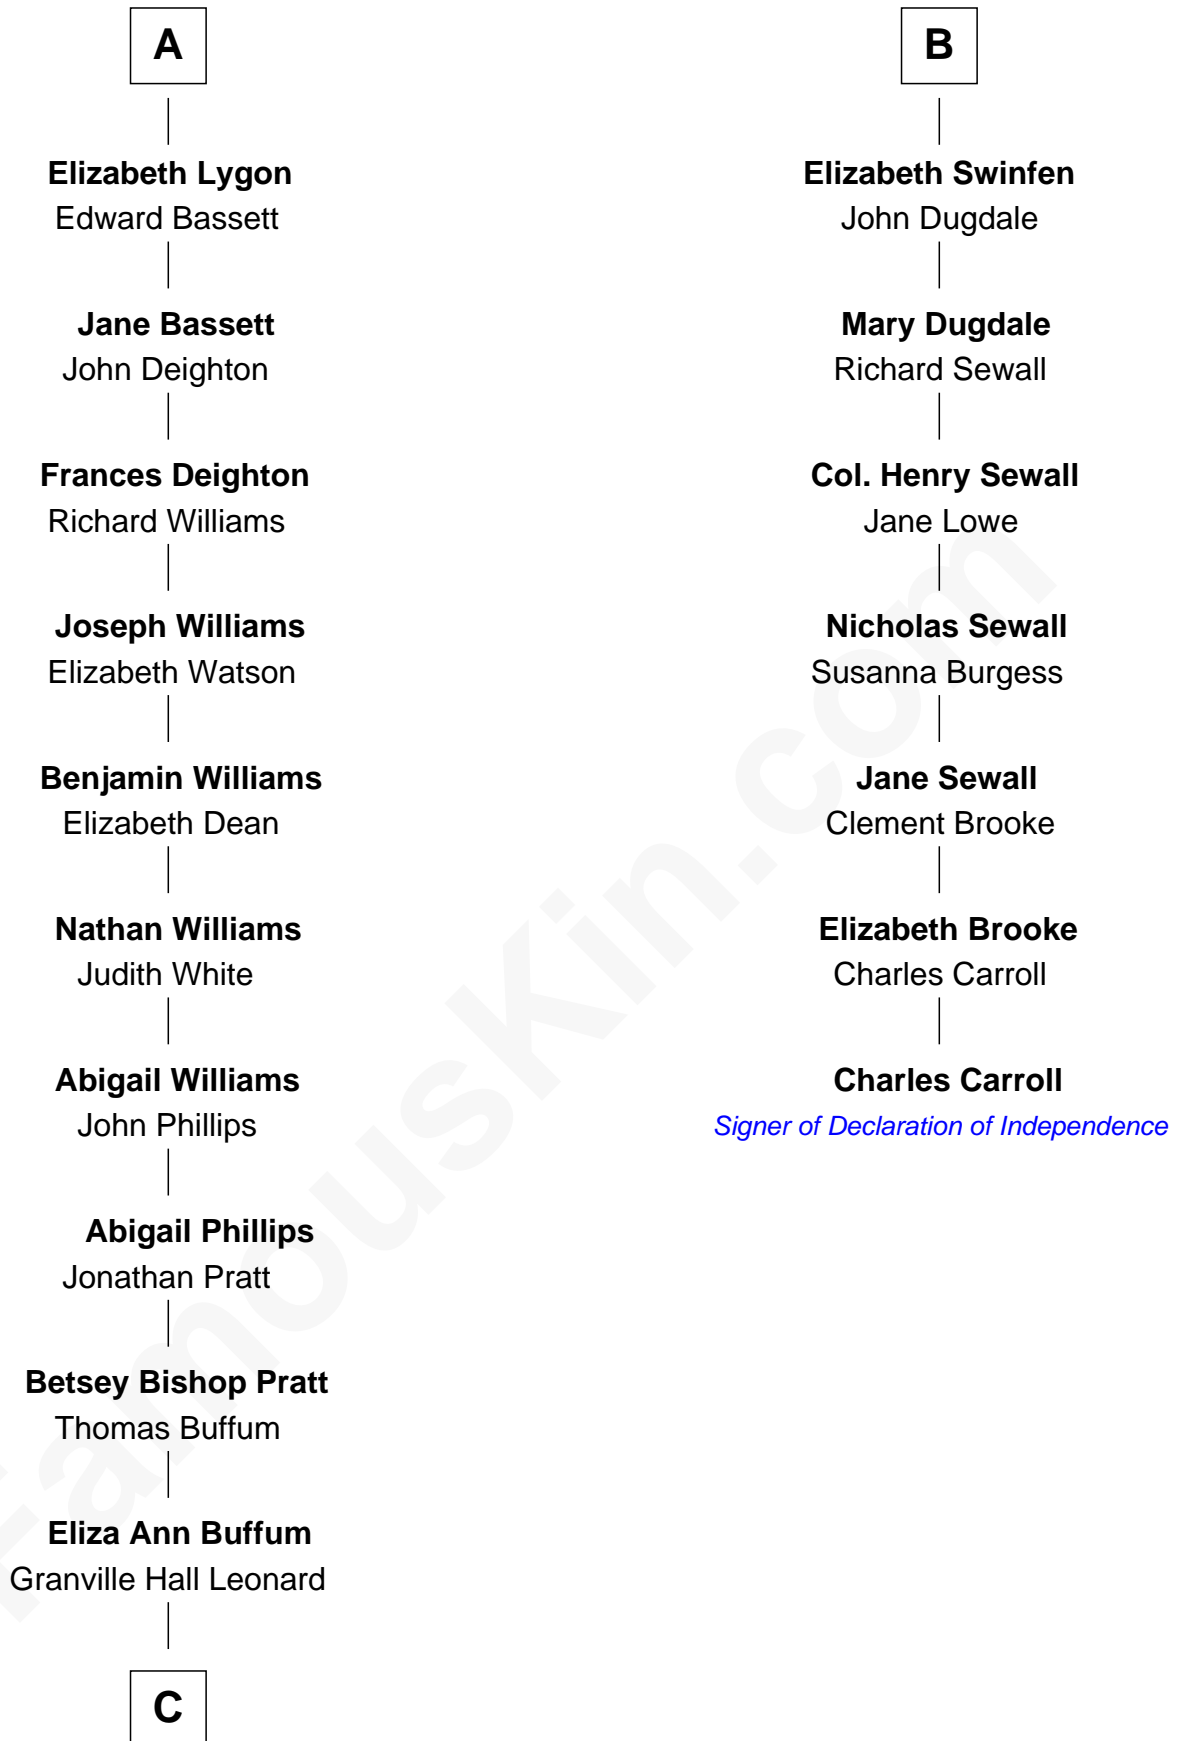 A
Elizabeth Lygon
Edward Bassett
Jane Bassett
John Deighton
Frances Deighton
Richard Williams
Joseph Williams
Elizabeth Watson
Benjamin Williams
Elizabeth Dean
Nathan Williams
Judith White
Abigail Williams
John Phillips
Abigail Phillips
Jonathan Pratt
Betsey Bishop Pratt
Thomas Buffum
Eliza Ann Buffum
Granville Hall Leonard
C
B
Elizabeth Swinfen
John Dugdale
Mary Dugdale
Richard Sewall
Col. Henry Sewall
Jane Lowe
Nicholas Sewall
Susanna Burgess
Jane Sewall
Clement Brooke
Elizabeth Brooke
Charles Carroll
Charles Carroll
Signer of Declaration of Independence
FamousKin.com